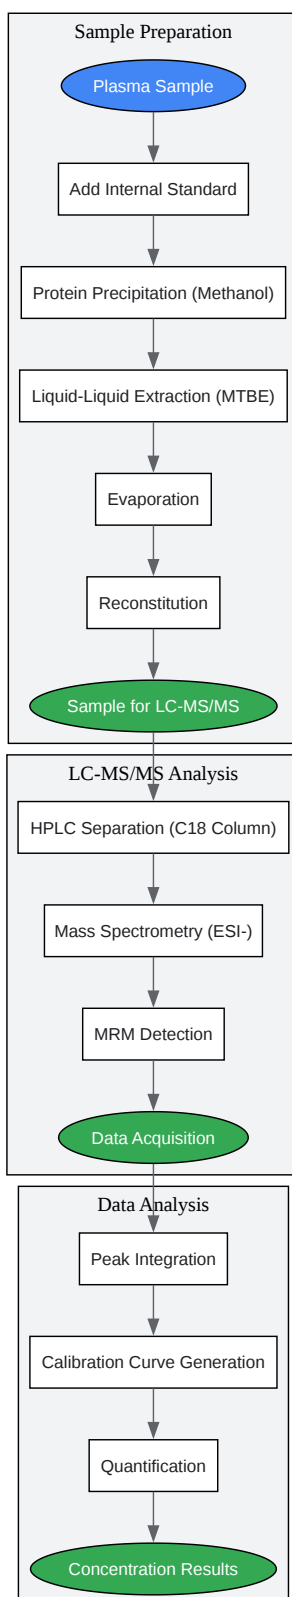 Sample Preparation
Plasma Sample
Add Internal Standard
Protein Precipitation (Methanol)
Liquid-Liquid Extraction (MTBE)
Evaporation
Reconstitution
Sample for LC-MS/MS
LC-MS/MS Analysis
HPLC Separation (C18 Column)
Mass Spectrometry (ESI-)
MRM Detection
Data Acquisition
Data Analysis
Peak Integration
Calibration Curve Generation
Quantification
Concentration Results